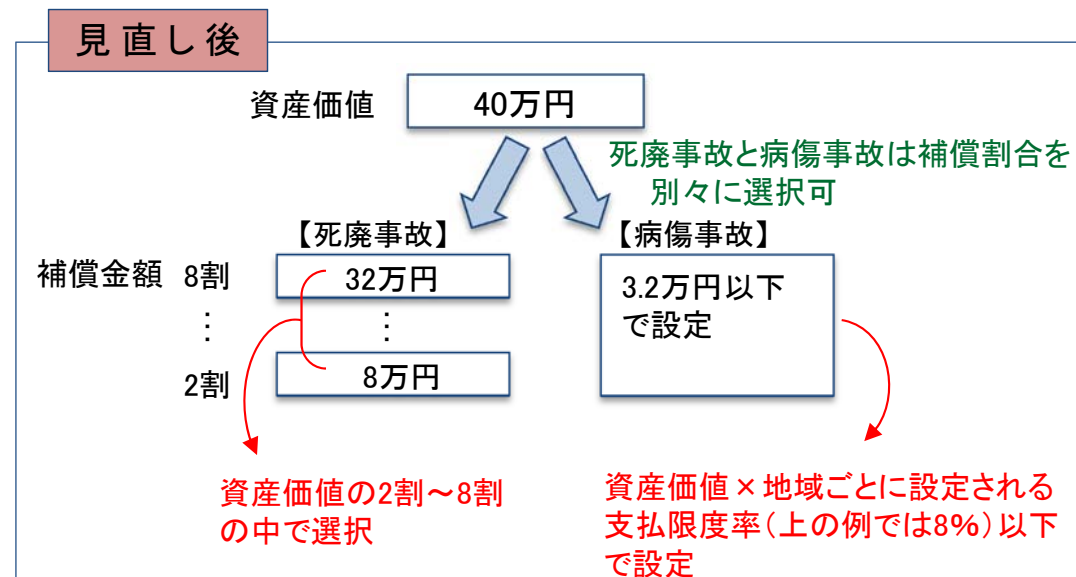 見直し後
資産価値 40万円
死廃事故と病傷事故は補償割合を
別々に選択可
【死廃事故】 【病傷事故】
補償金額 8割 32万円
3.2万円以下
で設定
⋮ ⋮
2割 8万円
資産価値の2割～8割
の中で選択
資産価値×地域ごとに設定される
支払限度率(上の例では8%)以下
で設定